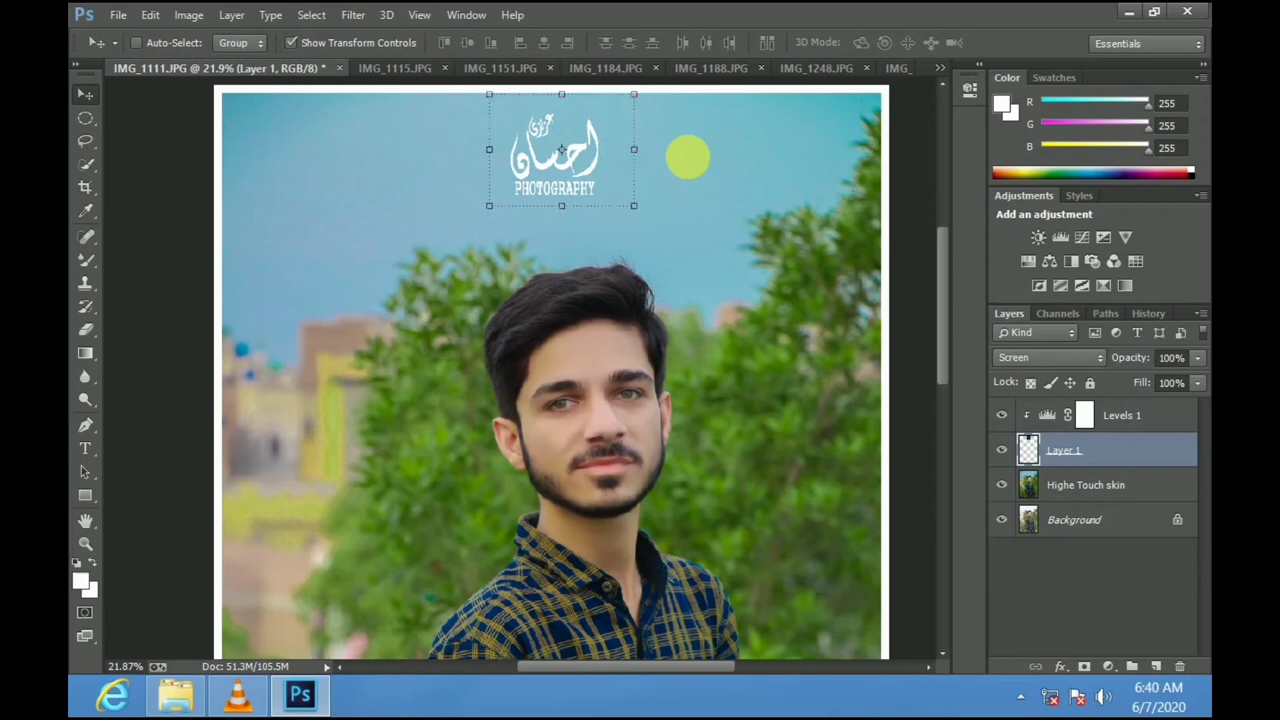 Ps File Edit Image Layer Type Select Filter 3D View Window Help
Auto-Select: Group Show Transform Controls 3D Mode: Essentials
IMG_1111.JPG @ 21.9% (Layer 1, RGB/8) * IMG_1115.JPG IMG_1151.JPG IMG_1184.JPG IMG_1188.JPG IMG_1248.JPG IMG_
Color Swatches
R 255
G 255
B 255
Adjustments Styles
Add an adjustment
Layers Channels Paths History
Kind
Screen Opacity: 100%
Lock: Fill: 100%
Levels 1
Layer 1
Highe Touch skin
Background
عزیزی
احسان
PHOTOGRAPHY
21.87% Doc: 51.3M/105.5M
Ps
6:40 AM
6/7/2020